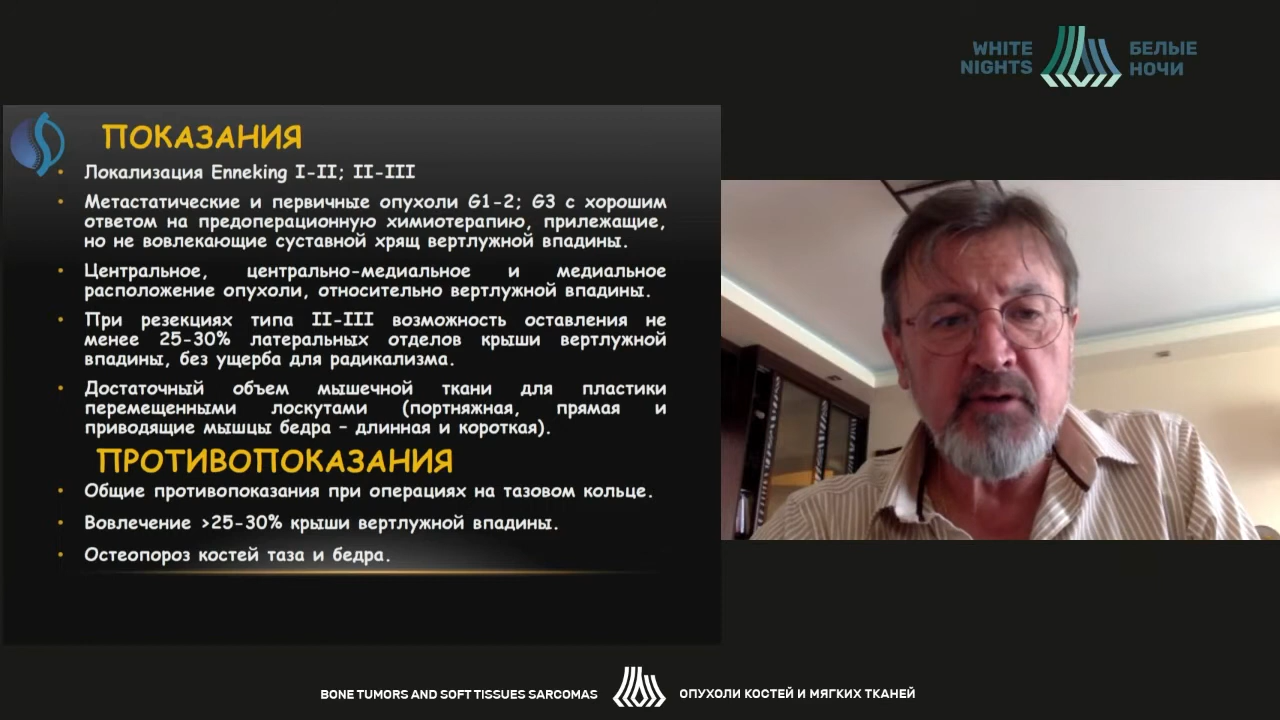 WHITE
NIGHTS
БЕЛЫЕ
НОЧИ
ПОКАЗАНИЯ
• Локализация Enneking I-II; II-III
• Метастатические и первичные опухоли G1-2; G3 с хорошим
ответом на предоперационную химиотерапию, прилежащие,
но не вовлекающие суставной хрящ вертлужной впадины.
• Центральное, центрально-медиальное и медиальное
расположение опухоли, относительно вертлужной впадины.
• При резекциях типа II-III возможность оставления не
менее 25-30% латеральных отделов крыши вертлужной
впадины, без ущерба для радикализма.
• Достаточный объем мышечной ткани для пластики
перемещенными лоскутами (портняжная, прямая и
приводящие мышцы бедра – длинная и короткая).
ПРОТИВОПОКАЗАНИЯ
• Общие противопоказания при операциях на тазовом кольце.
• Вовлечение >25-30% крыши вертлужной впадины.
• Остеопороз костей таза и бедра.
BONE TUMORS AND SOFT TISSUES SARCOMAS
ОПУХОЛИ КОСТЕЙ И МЯГКИХ ТКАНЕЙ